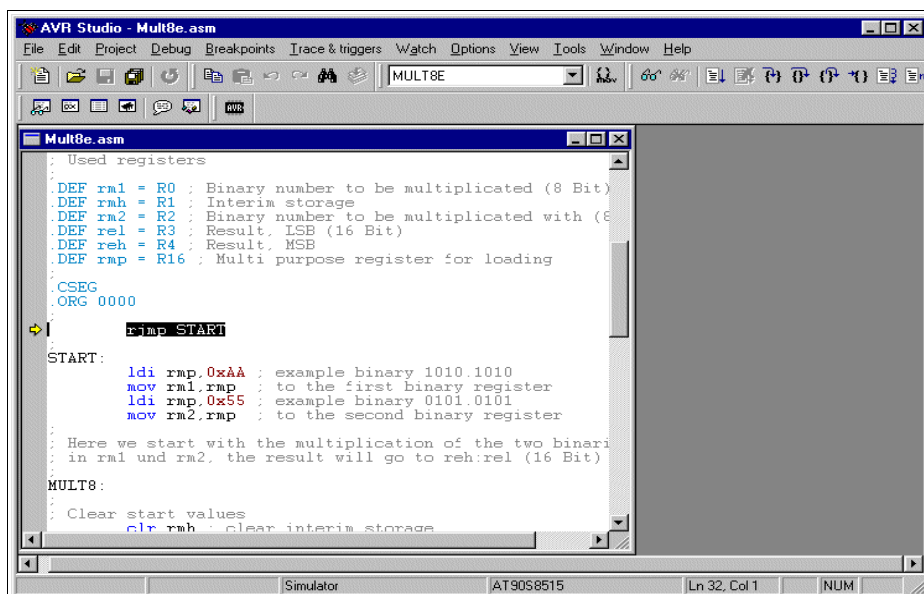 AVR Studio - Mult8e.asm
File Edit Project Debug Breakpoints Trace & triggers Watch Options View Tools Window Help
MULT8E
AVR
Mult8e.asm
; Used registers
;
.DEF rm1 = R0 ; Binary number to be multiplicated (8 Bit)
.DEF rmh = R1 ; Interim storage
.DEF rm2 = R2 ; Binary number to be multiplicated with (8
.DEF rel = R3 ; Result, LSB (16 Bit)
.DEF reh = R4 ; Result, MSB
.DEF rmp = R16 ; Multi purpose register for loading
;
.CSEG
.ORG 0000
;
rjmp START
;
START:
ldi rmp,0xAA ; example binary 1010.1010
mov rm1,rmp ; to the first binary register
ldi rmp,0x55 ; example binary 0101.0101
mov rm2,rmp ; to the second binary register
;
; Here we start with the multiplication of the two binari
; in rm1 und rm2, the result will go to reh:rel (16 Bit)
;
MULT8:
;
; Clear start values
clr rmh ; clear interim storage
Simulator AT90S8515 Ln 32, Col 1 NUM